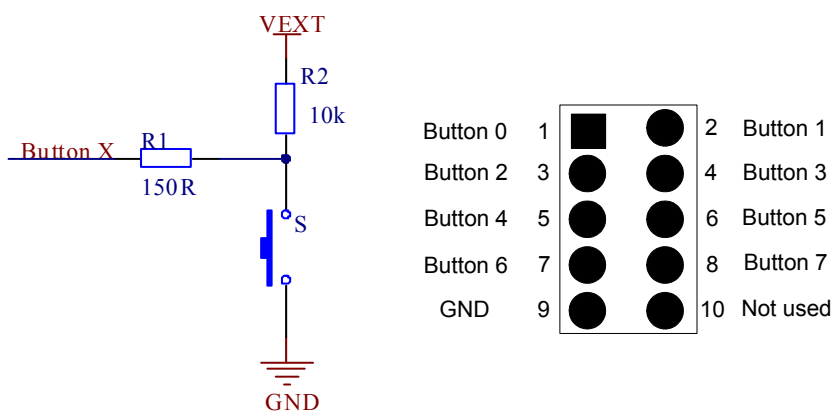 VEXT
R2
10k
Button X
R1
150R
S
GND
Button 0 1 2 Button 1
Button 2 3 4 Button 3
Button 4 5 6 Button 5
Button 6 7 8 Button 7
GND 9 10 Not used